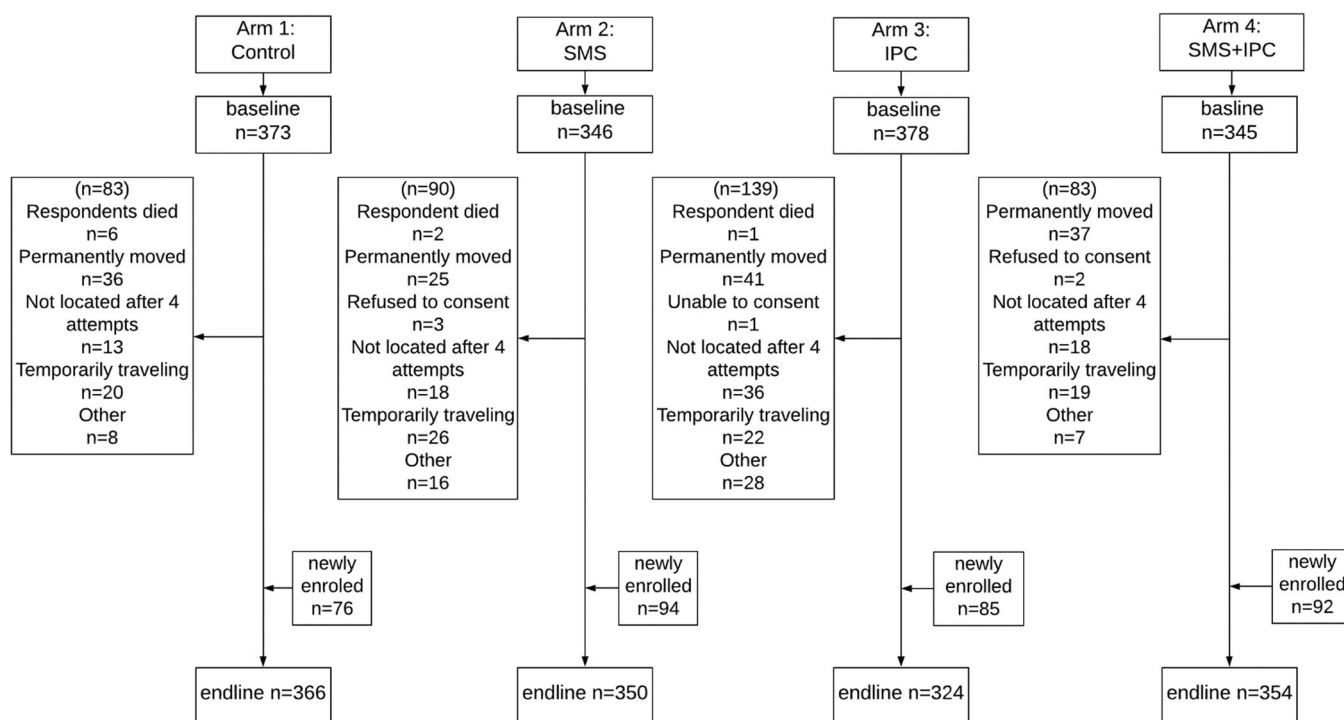 Arm 1:
Control
Arm 2:
SMS
Arm 3:
IPC
Arm 4:
SMS+IPC
baseline
n=373
baseline
n=346
baseline
n=378
basline
n=345
(n=83)
Respondents died
n=6
Permanently moved
n=36
Not located after 4
attempts
n=13
Temporarily traveling
n=20
Other
n=8
(n=90)
Respondent died
n=2
Permanently moved
n=25
Refused to consent
n=3
Not located after 4
attempts
n=18
Temporarily traveling
n=26
Other
n=16
(n=139)
Respondent died
n=1
Permanently moved
n=41
Unable to consent
n=1
Not located after 4
attempts
n=36
Temporarily traveling
n=22
Other
n=28
(n=83)
Permanently moved
n=37
Refused to consent
n=2
Not located after 4
attempts
n=18
Temporarily traveling
n=19
Other
n=7
newly
enroled
n=76
newly
enrolled
n=94
newly
enrolled
n=85
newly
enrolled
n=92
endline n=366
endline n=350
endline n=324
endline n=354